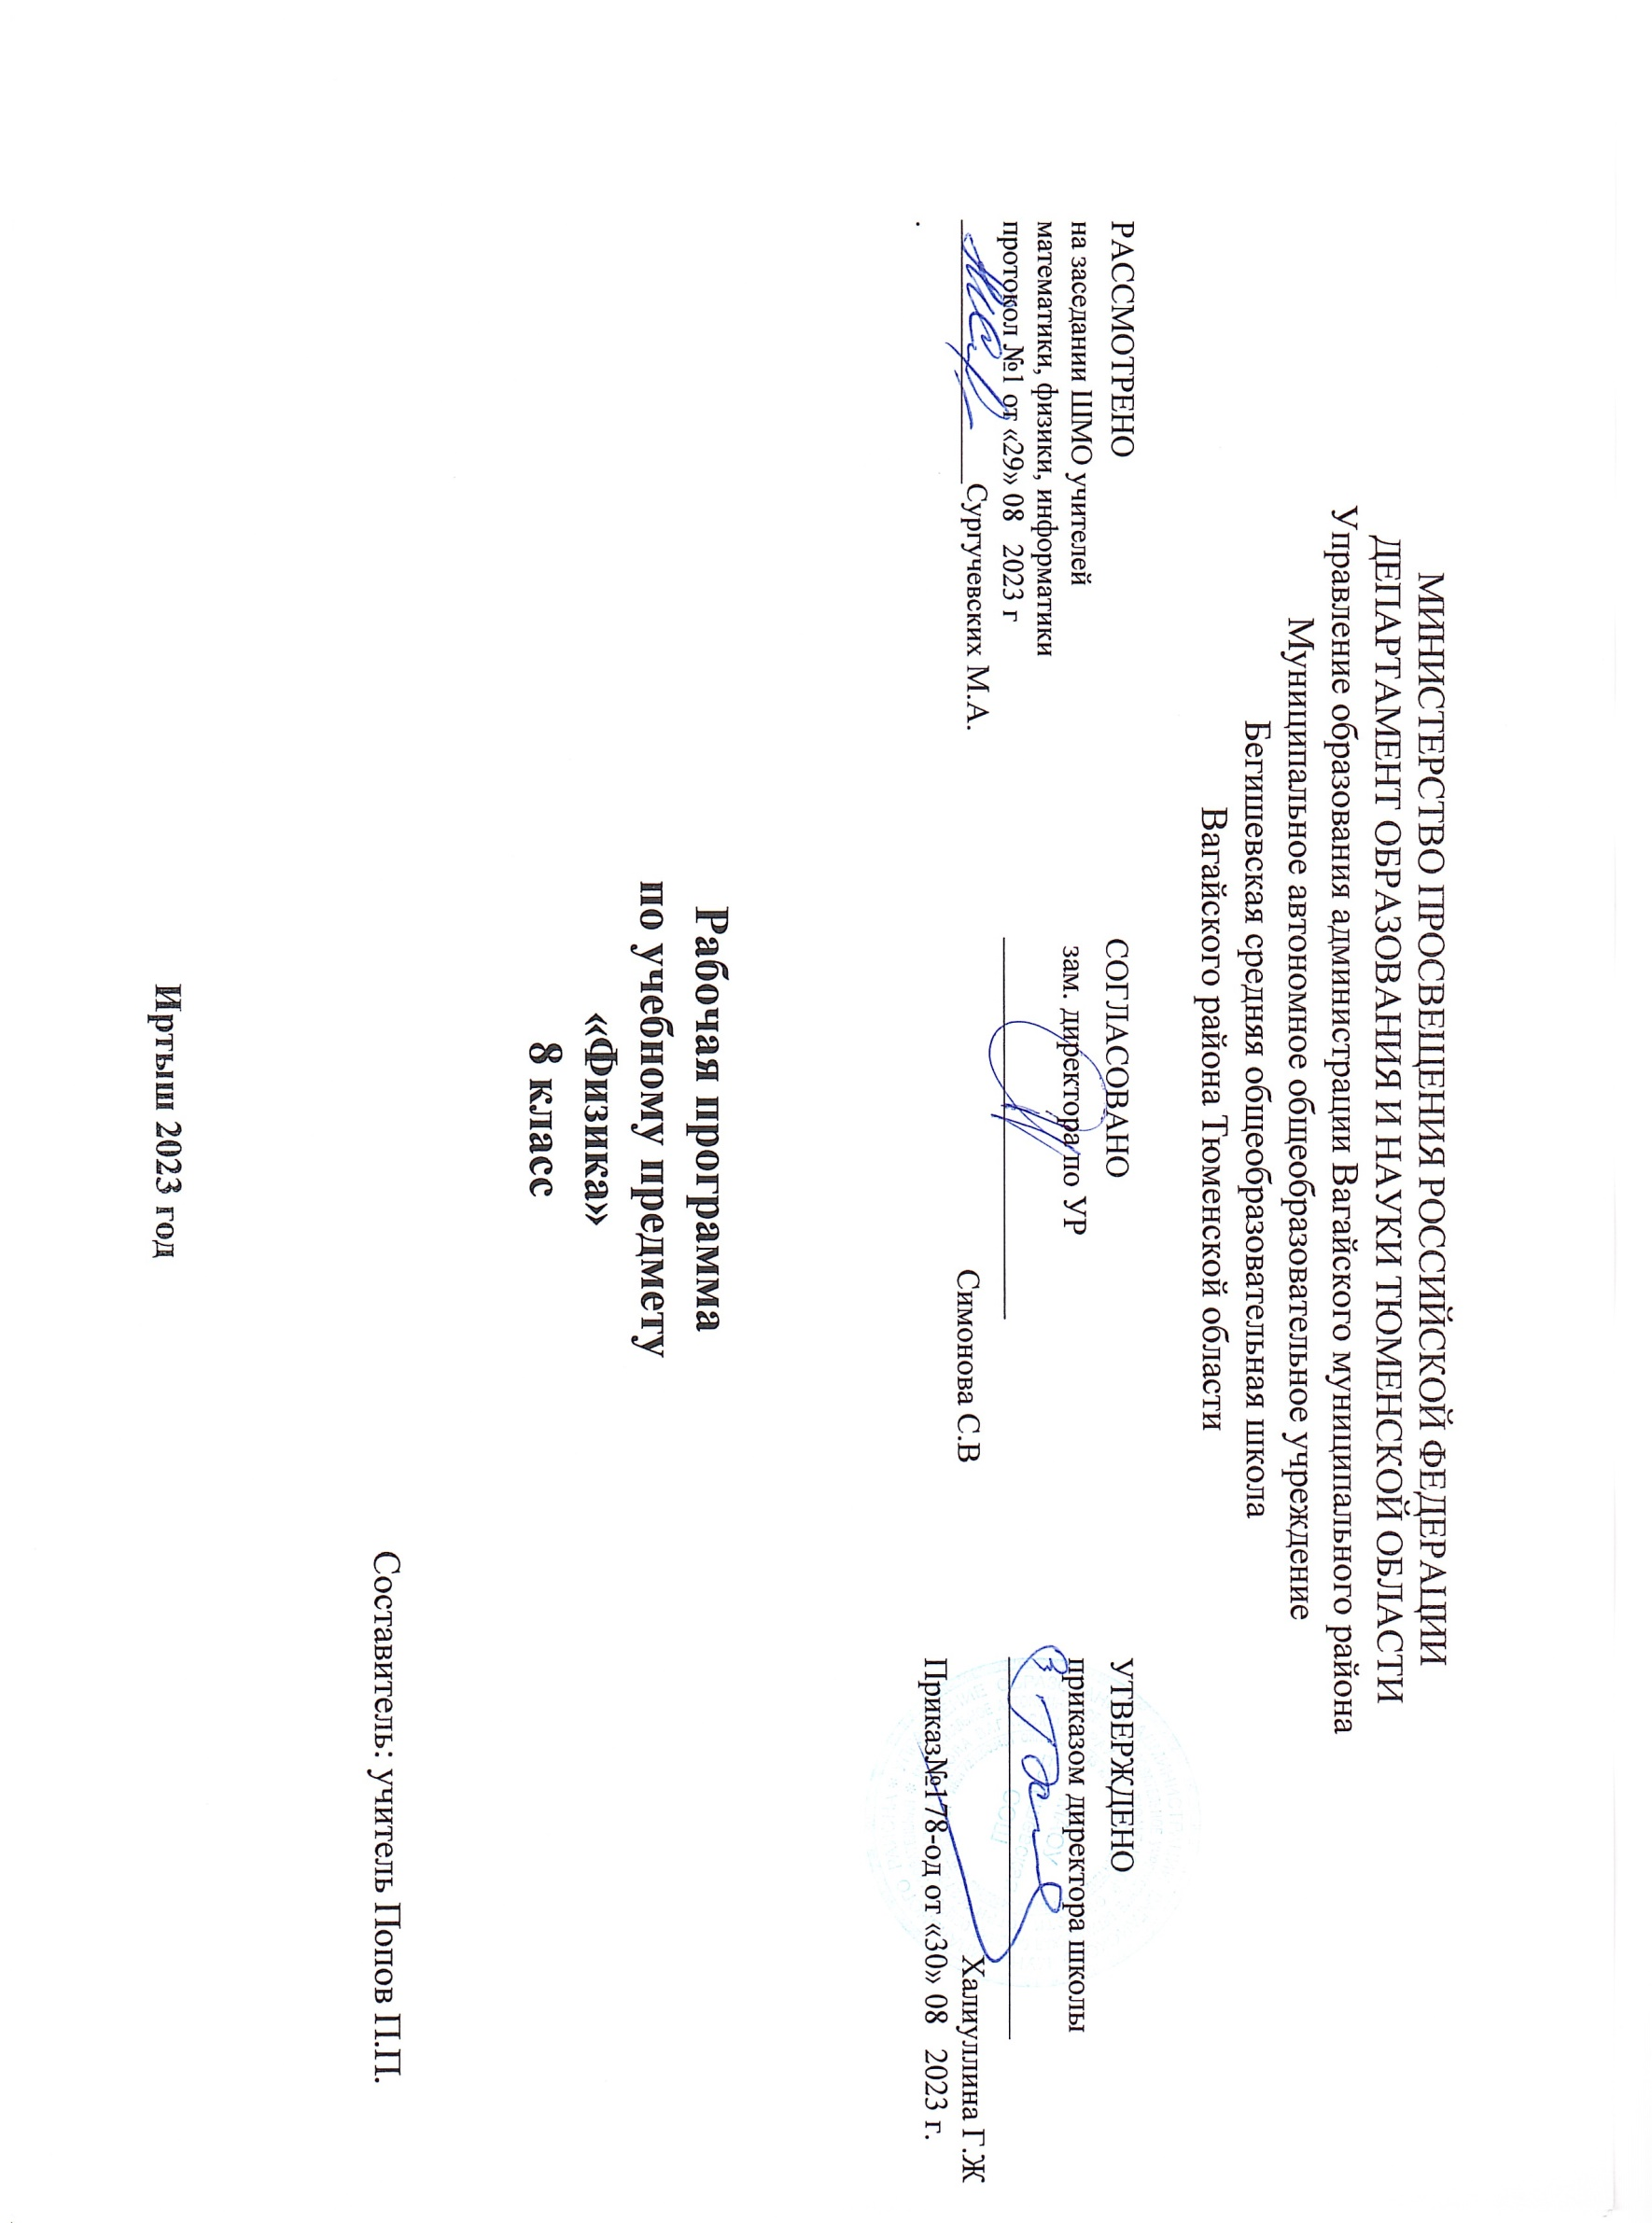 МИНИСТЕРСТВО ПРОСВЕЩЕНИЯ РОССИЙСКОЙ ФЕДЕРАЦИИ
ДЕПАРТАМЕНТ ОБРАЗОВАНИЯ И НАУКИ ТЮМЕНСКОЙ ОБЛАСТИ
Управление образования администрации Вагайского муниципального района
Муниципальное автономное общеобразовательное учреждение
Бегишевская средняя общеобразовательная школа
Вагайского района Тюменской области
РАССМОТРЕНО
на заседании ШМО учителей
математики, физики, информатики
протокол №1 от «29» 08 2023 г
Сургучевских М.А.
.
СОГЛАСОВАНО
зам. директора по УР
Симонова С.В
УТВЕРЖДЕНО
приказом директора школы
Халиуллина Г.Ж
Приказ№178-од от «30» 08 2023 г.
Рабочая программа
по учебному предмету
«Физика»
8 класс
Составитель: учитель Попов П.П.
Иртыш 2023 год